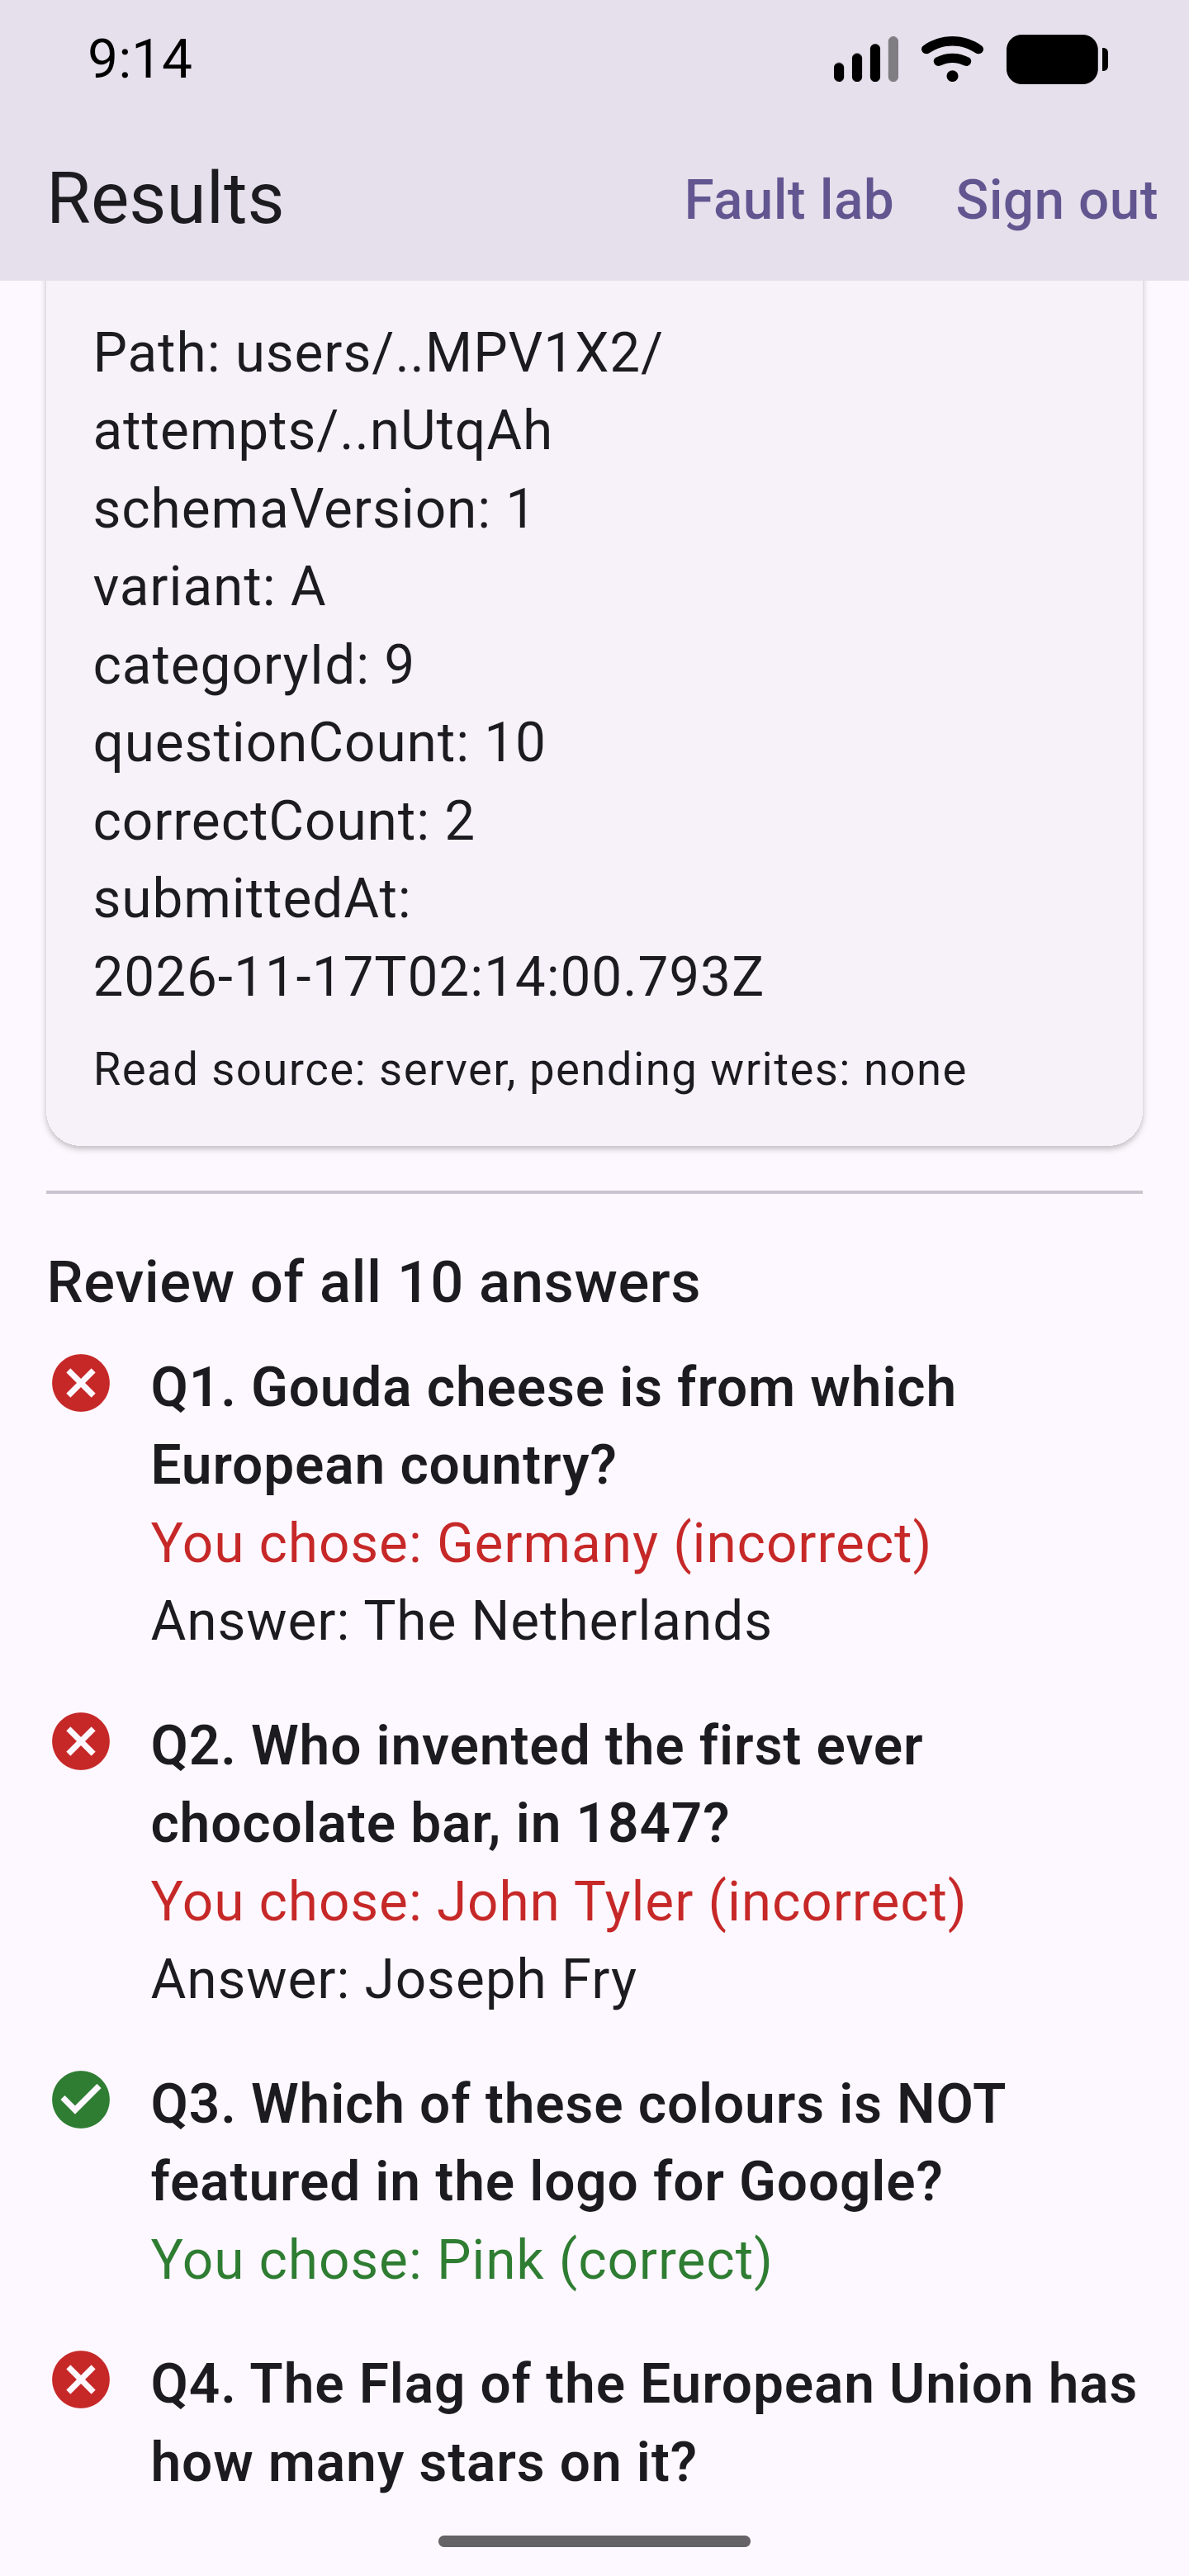 9:14
Results
Fault lab
Sign out
Path: users/..MPV1X2/
attempts/..nUtqAh
schemaVersion: 1
variant: A
categoryId: 9
questionCount: 10
correctCount: 2
submittedAt:
2026-11-17T02:14:00.793Z
Read source: server, pending writes: none
Review of all 10 answers
Q1. Gouda cheese is from which
European country?
You chose: Germany (incorrect)
Answer: The Netherlands
Q2. Who invented the first ever
chocolate bar, in 1847?
You chose: John Tyler (incorrect)
Answer: Joseph Fry
Q3. Which of these colours is NOT
featured in the logo for Google?
You chose: Pink (correct)
Q4. The Flag of the European Union has
how many stars on it?